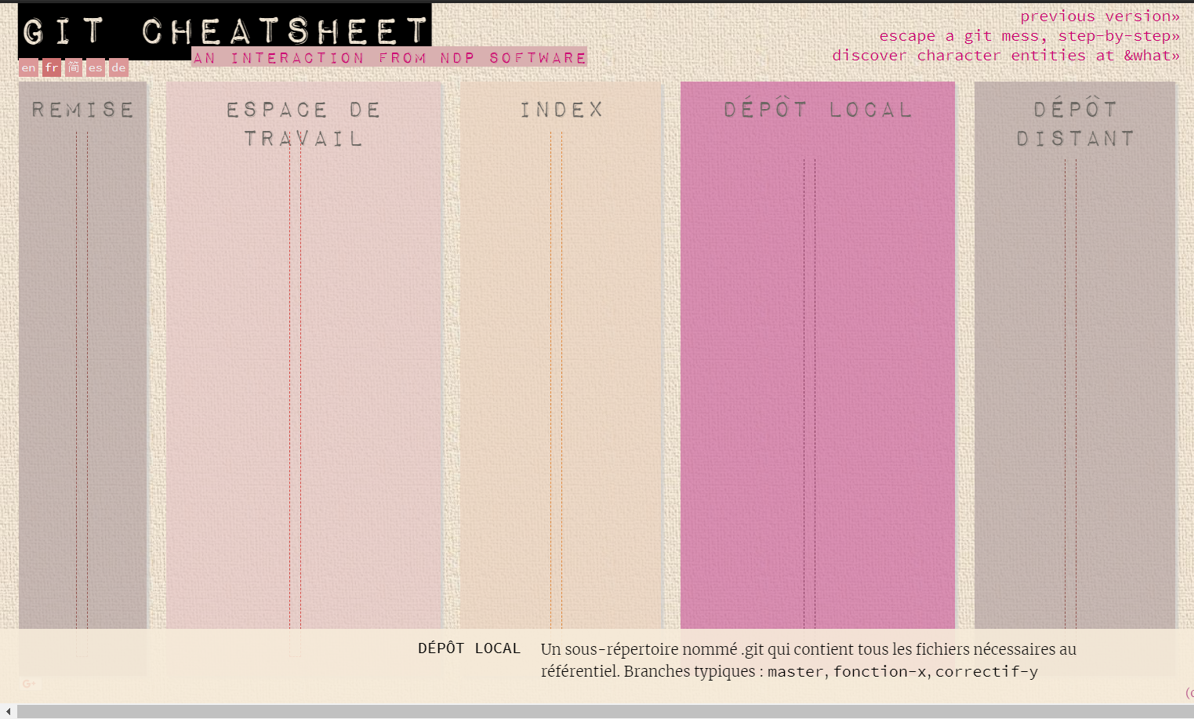 GIT CHEATSHEET
AN INTERACTION FROM NDP SOFTWARE
previous version»
escape a git mess, step-by-step»
discover character entities at &what»
en fr 简 es de
REMISE
ESPACE DE
TRAVAIL
INDEX
DÉPÔT LOCAL
DÉPÔT
DISTANT
DÉPÔT LOCAL
Un sous-répertoire nommé .git qui contient tous les fichiers nécessaires au
référentiel. Branches typiques : master, fonction-x, correctif-y
G+